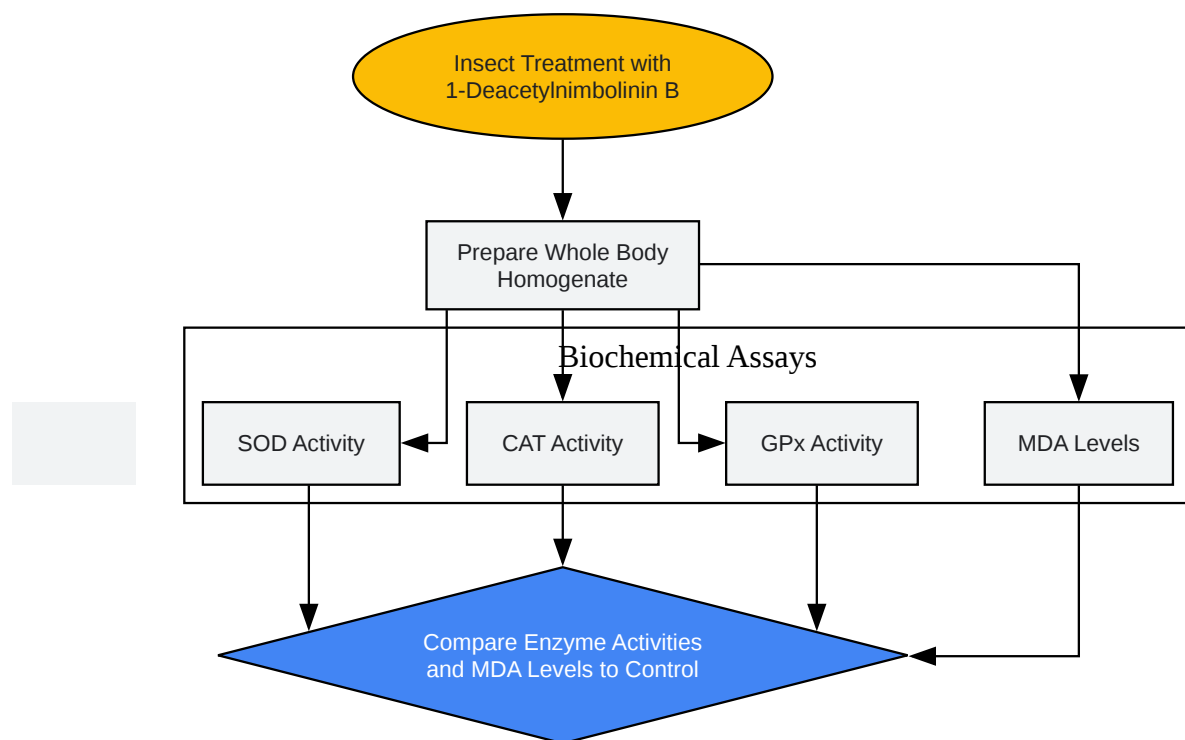 Insect Treatment with
1-Deacetylnimbolinin B
Prepare Whole Body
Homogenate
Biochemical Assays
SOD Activity
CAT Activity
GPx Activity
MDA Levels
Compare Enzyme Activities
and MDA Levels to Control